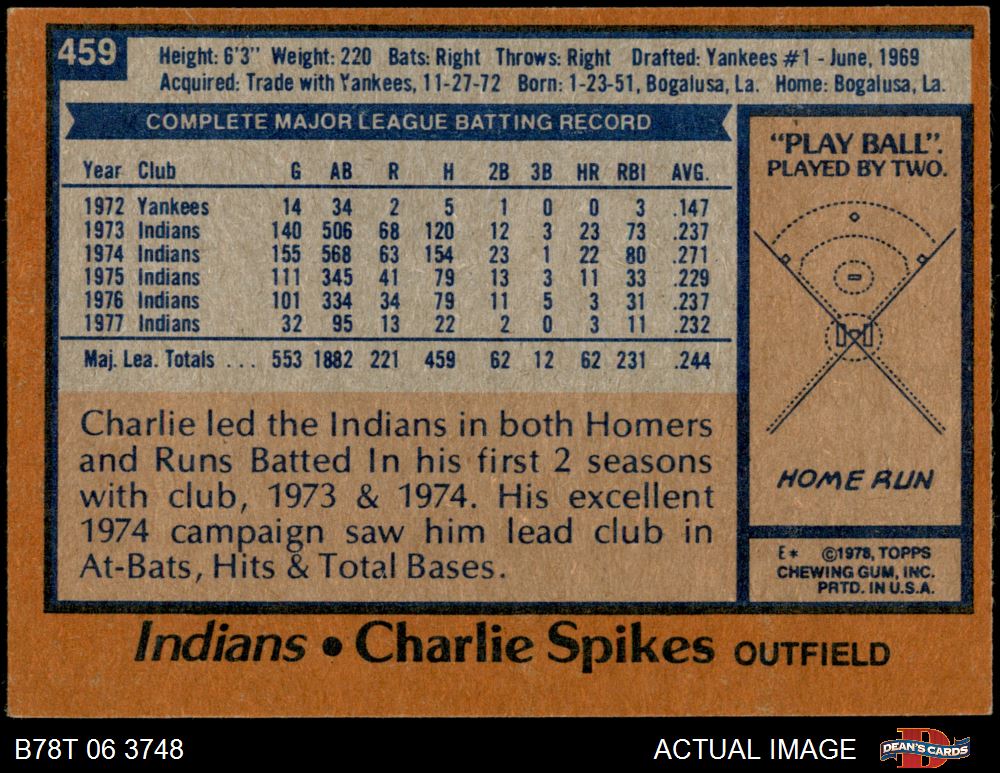 459
Height: 6'3" Weight: 220 Bats: Right Throws: Right Drafted: Yankees #1 - June, 1969
Acquired: Trade with Yankees, 11-27-72 Born: 1-23-51, Bogalusa, La. Home: Bogalusa, La.
COMPLETE MAJOR LEAGUE BATTING RECORD
Year Club G AB R H 2B 3B HR RBI AVG.
1972 Yankees 14 34 2 5 1 0 0 3 .147
1973 Indians 140 506 68 120 12 3 23 73 .237
1974 Indians 155 568 63 154 23 1 22 80 .271
1975 Indians 111 345 41 79 13 3 11 33 .229
1976 Indians 101 334 34 79 11 5 3 31 .237
1977 Indians 32 95 13 22 2 0 3 11 .232
Maj. Lea. Totals ... 553 1882 221 459 62 12 62 231 .244
Charlie led the Indians in both Homers
and Runs Batted In his first 2 seasons
with club, 1973 & 1974. His excellent
1974 campaign saw him lead club in
At-Bats, Hits & Total Bases.
"PLAY BALL".
PLAYED BY TWO.
HOME RUN
E* ©1978, TOPPS
CHEWING GUM, INC.
PRTD. IN U.S.A.
Indians • Charlie Spikes OUTFIELD
B78T 06 3748
ACTUAL IMAGE
DEAN'S CARDS